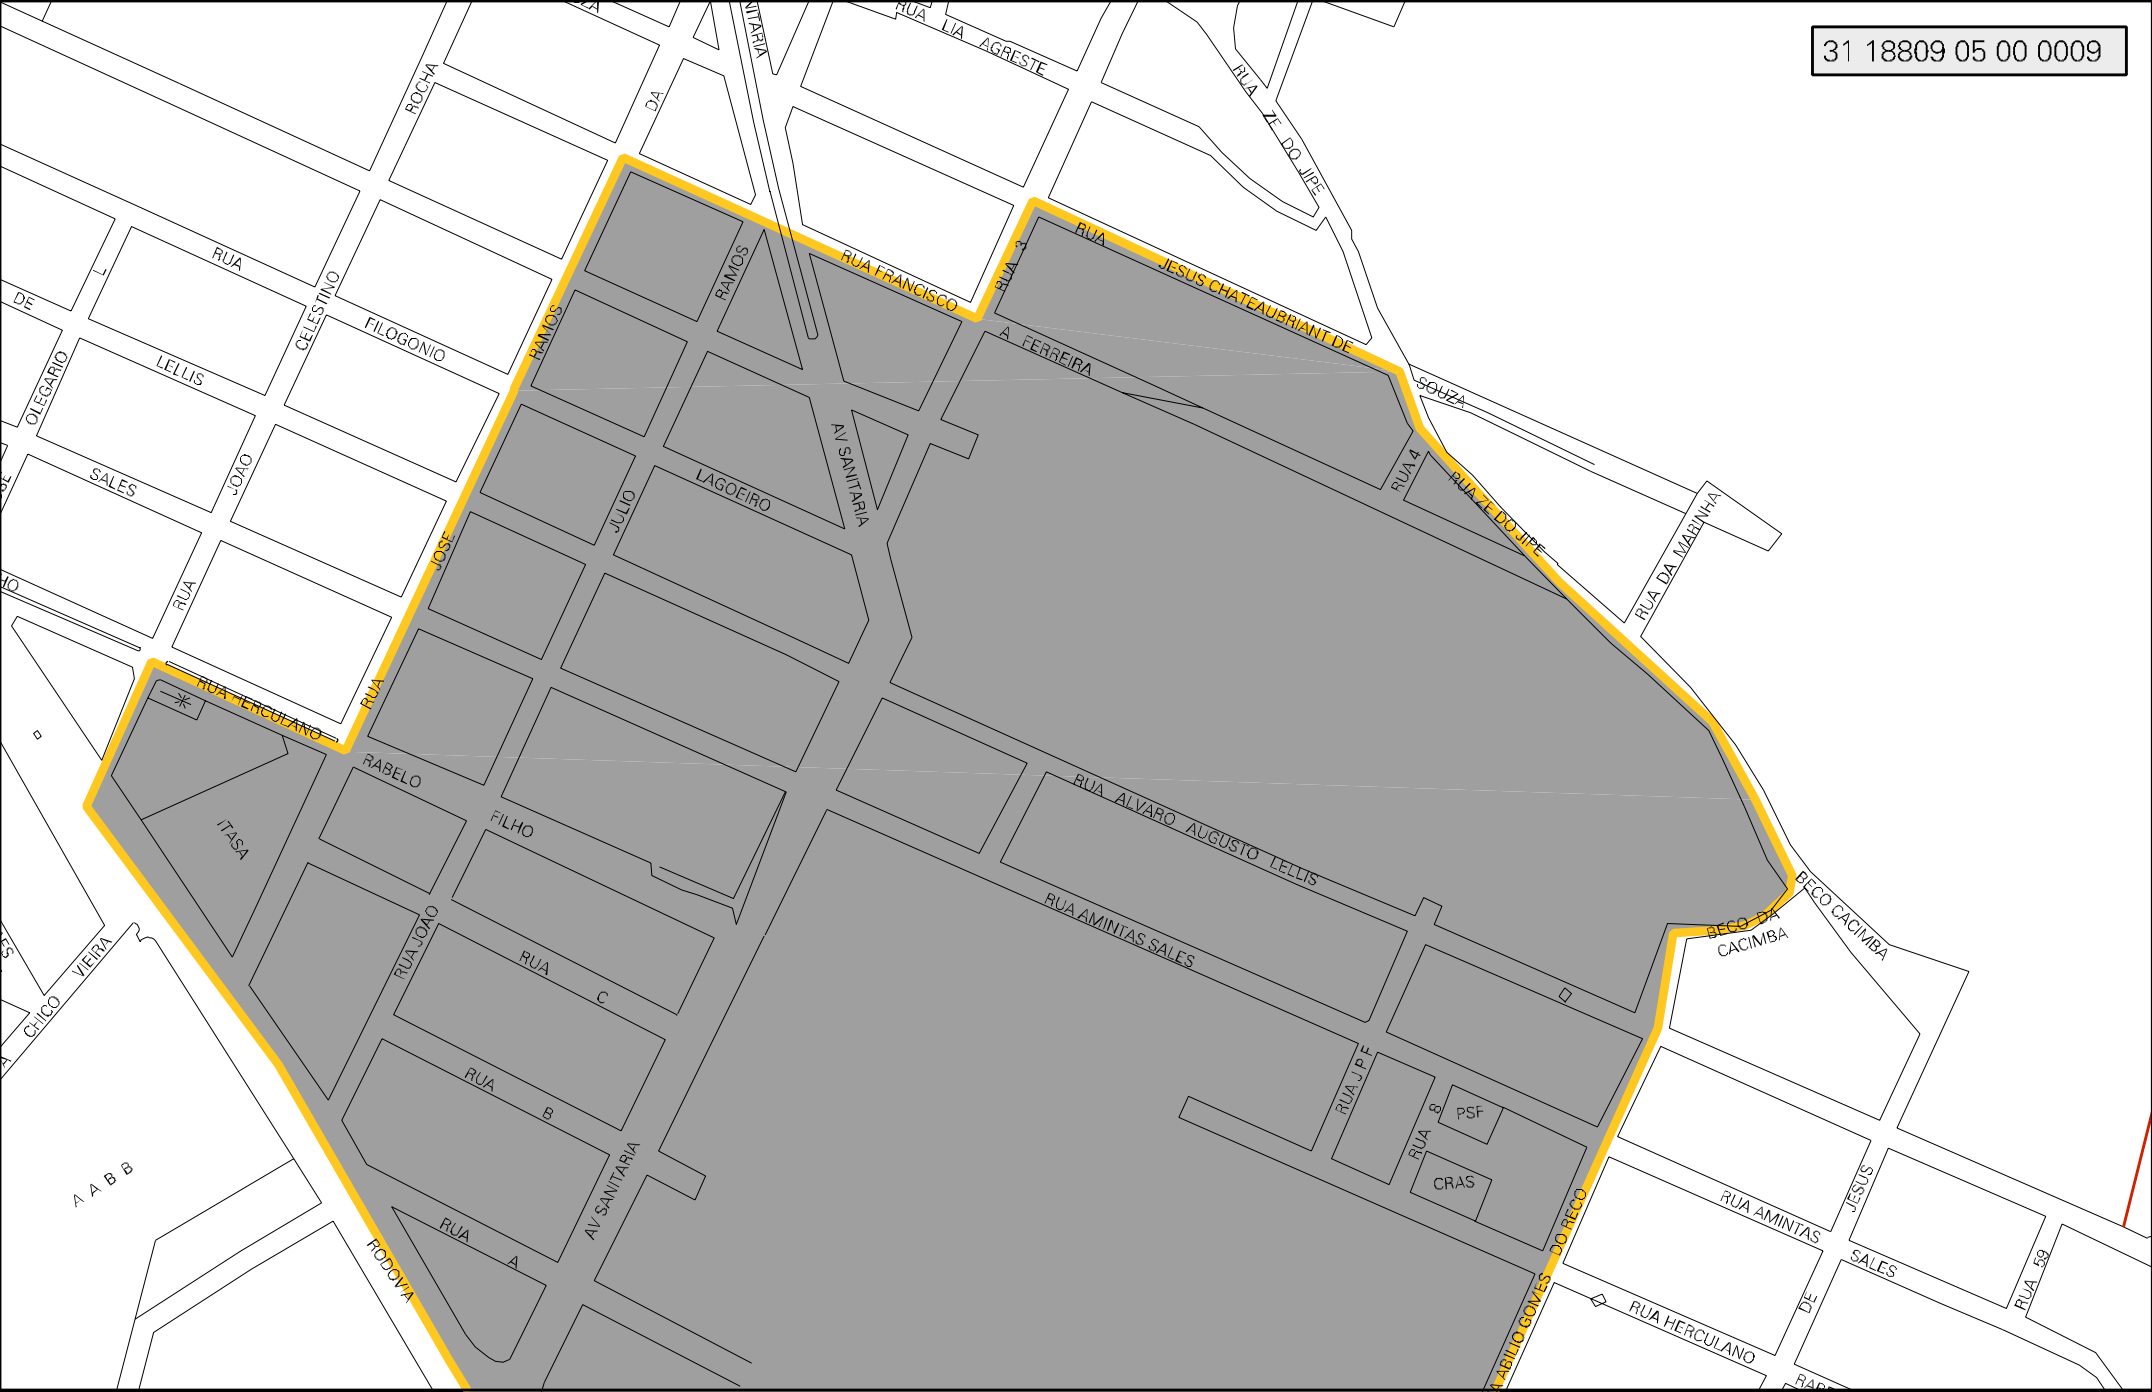 31 18809 05 00 0009
RUA LIA AGRESTE
ROCHA
DA
RUA ZE DO JIPE
RUA
L
DE
CELESTINO
RAMOS
RUA FRANCISCO
RUA 3
RUA
JESUS CHATEAUBRIANT DE
SOUZA
FILOGONIO
RAMOS
A FERREIRA
LELLIS
OLEGARIO
SALES
JOAO
LAGOEIRO
JULIO
AV SANITARIA
RUA 4
RUA ZE DO JIPE
RUA DA MARINHA
JOSE
RUA
RUA
RUA HERCULANO
RABELO
FILHO
ITASA
RUA ALVARO AUGUSTO LELLIS
RUA AMINTAS SALES
BECO DA
CACIMBA
BECO CACIMBA
CHICO VIEIRA
RUA JOAO
RUA C
RUA B
RUA A
AV SANITARIA
RUA J P F
RUA 8
PSF
CRAS
A A B B
RODOVIA
ABILIO GOMES DO RECO
JESUS
DE
RUA AMINTAS
SALES
RUA 59
RUA HERCULANO